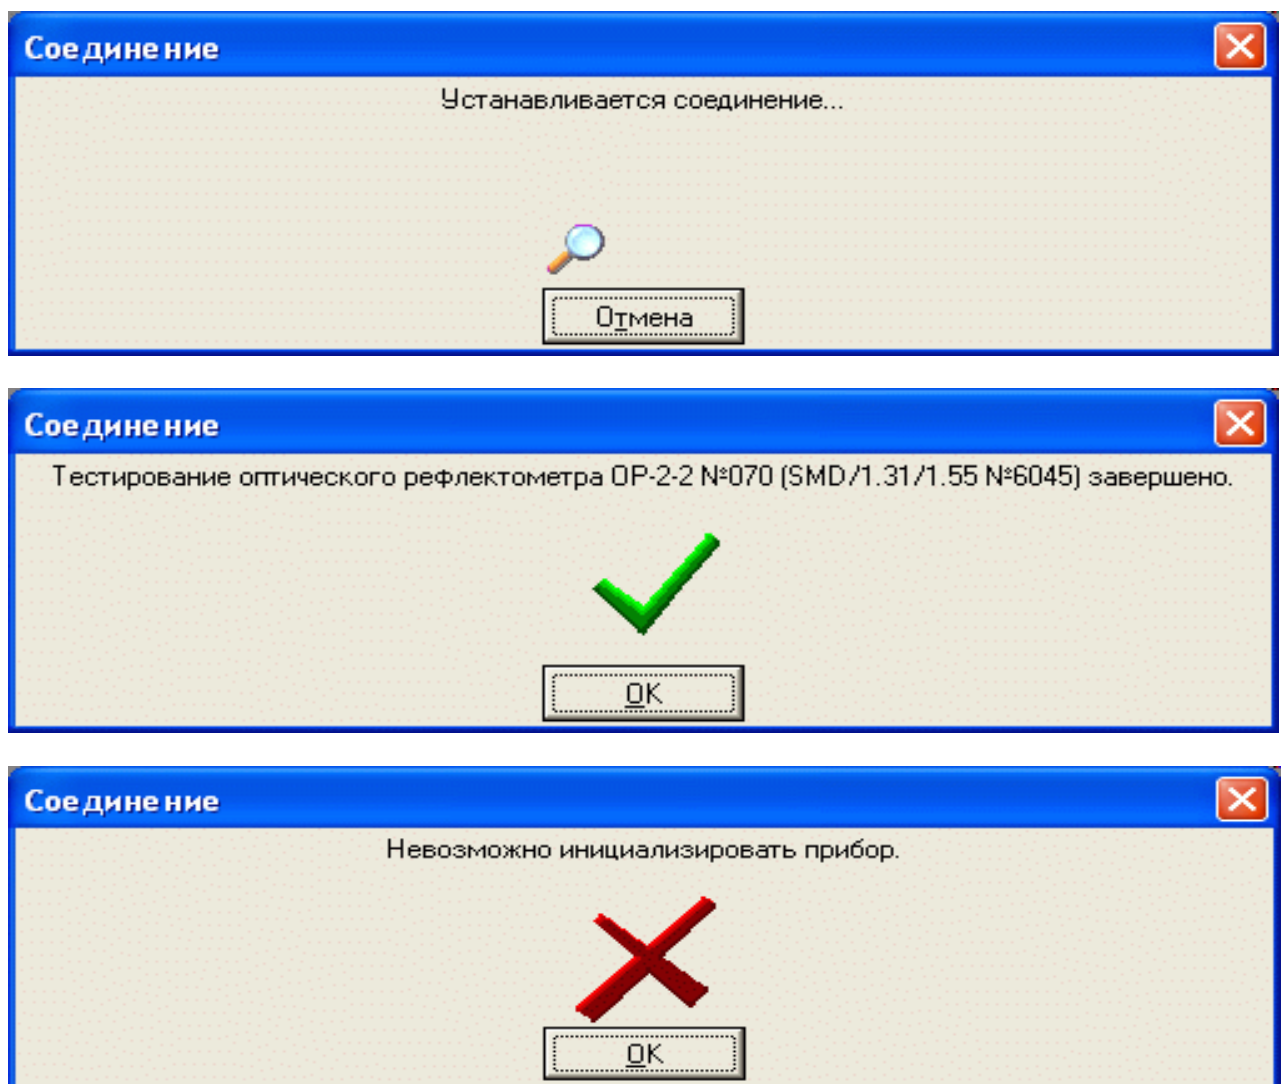 Соединение
Устанавливается соединение...
Отмена
Соединение
Тестирование оптического рефлектометра ОР-2-2 №070 (SMD/1.31/1.55 №6045) завершено.
OK
Соединение
Невозможно инициализировать прибор.
OK